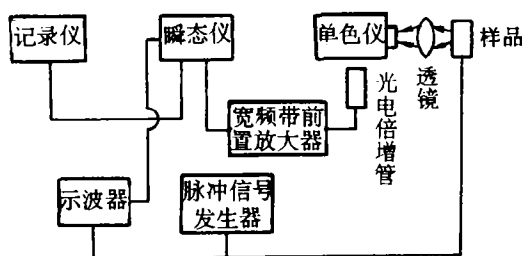 记录仪
瞬态仪
单色仪
样品
透镜
光电倍增管
宽频带前
置放大器
示波器
脉冲信号
发生器